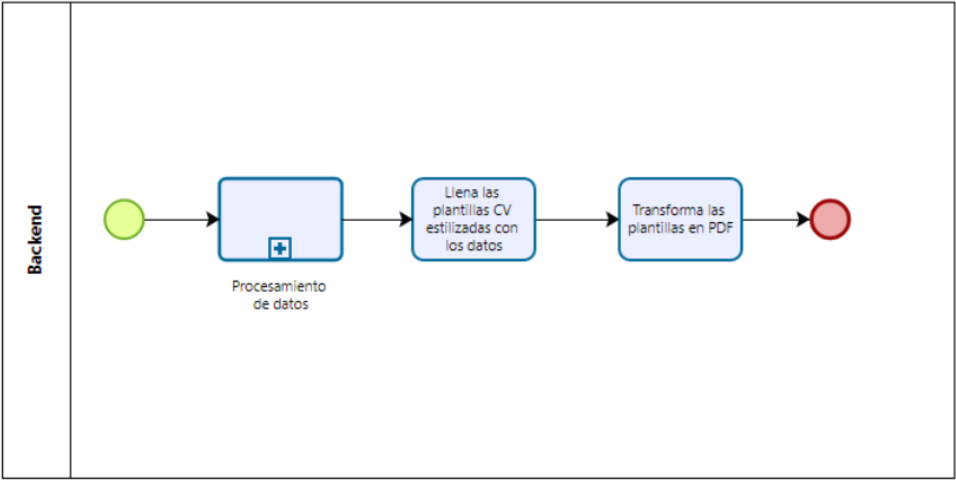 Backend
Procesamiento
de datos
Llena las
plantillas CV
estilizadas con
los datos
Transforma las
plantillas en PDF